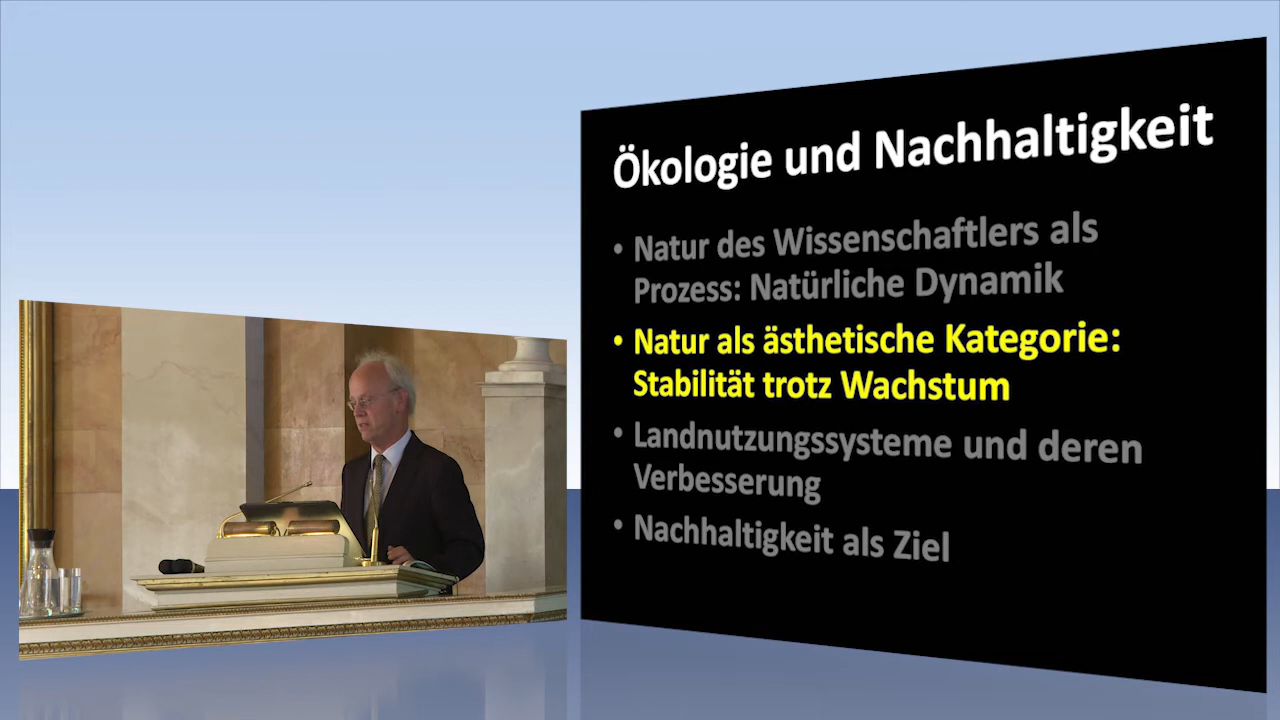 Ökologie und Nachhaltigkeit
• Natur des Wissenschaftlers als
Prozess: Natürliche Dynamik
• Natur als ästhetische Kategorie:
Stabilität trotz Wachstum
• Landnutzungssysteme und deren
Verbesserung
• Nachhaltigkeit als Ziel